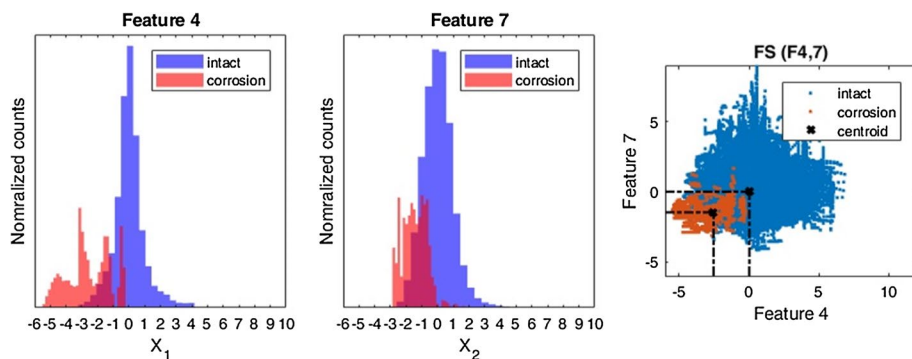 Feature 4
Nomralized counts
intact
corrosion
-6 -5 -4 -3 -2 -1 0 1 2 3 4 5 6 7 8 9 10
X1
Feature 7
Nomralized counts
intact
corrosion
-6 -5 -4 -3 -2 -1 0 1 2 3 4 5 6 7 8 9 10
X2
FS (F4,7)
intact
corrosion
centroid
Feature 7
5
0
-5
-5 0 5 10
Feature 4